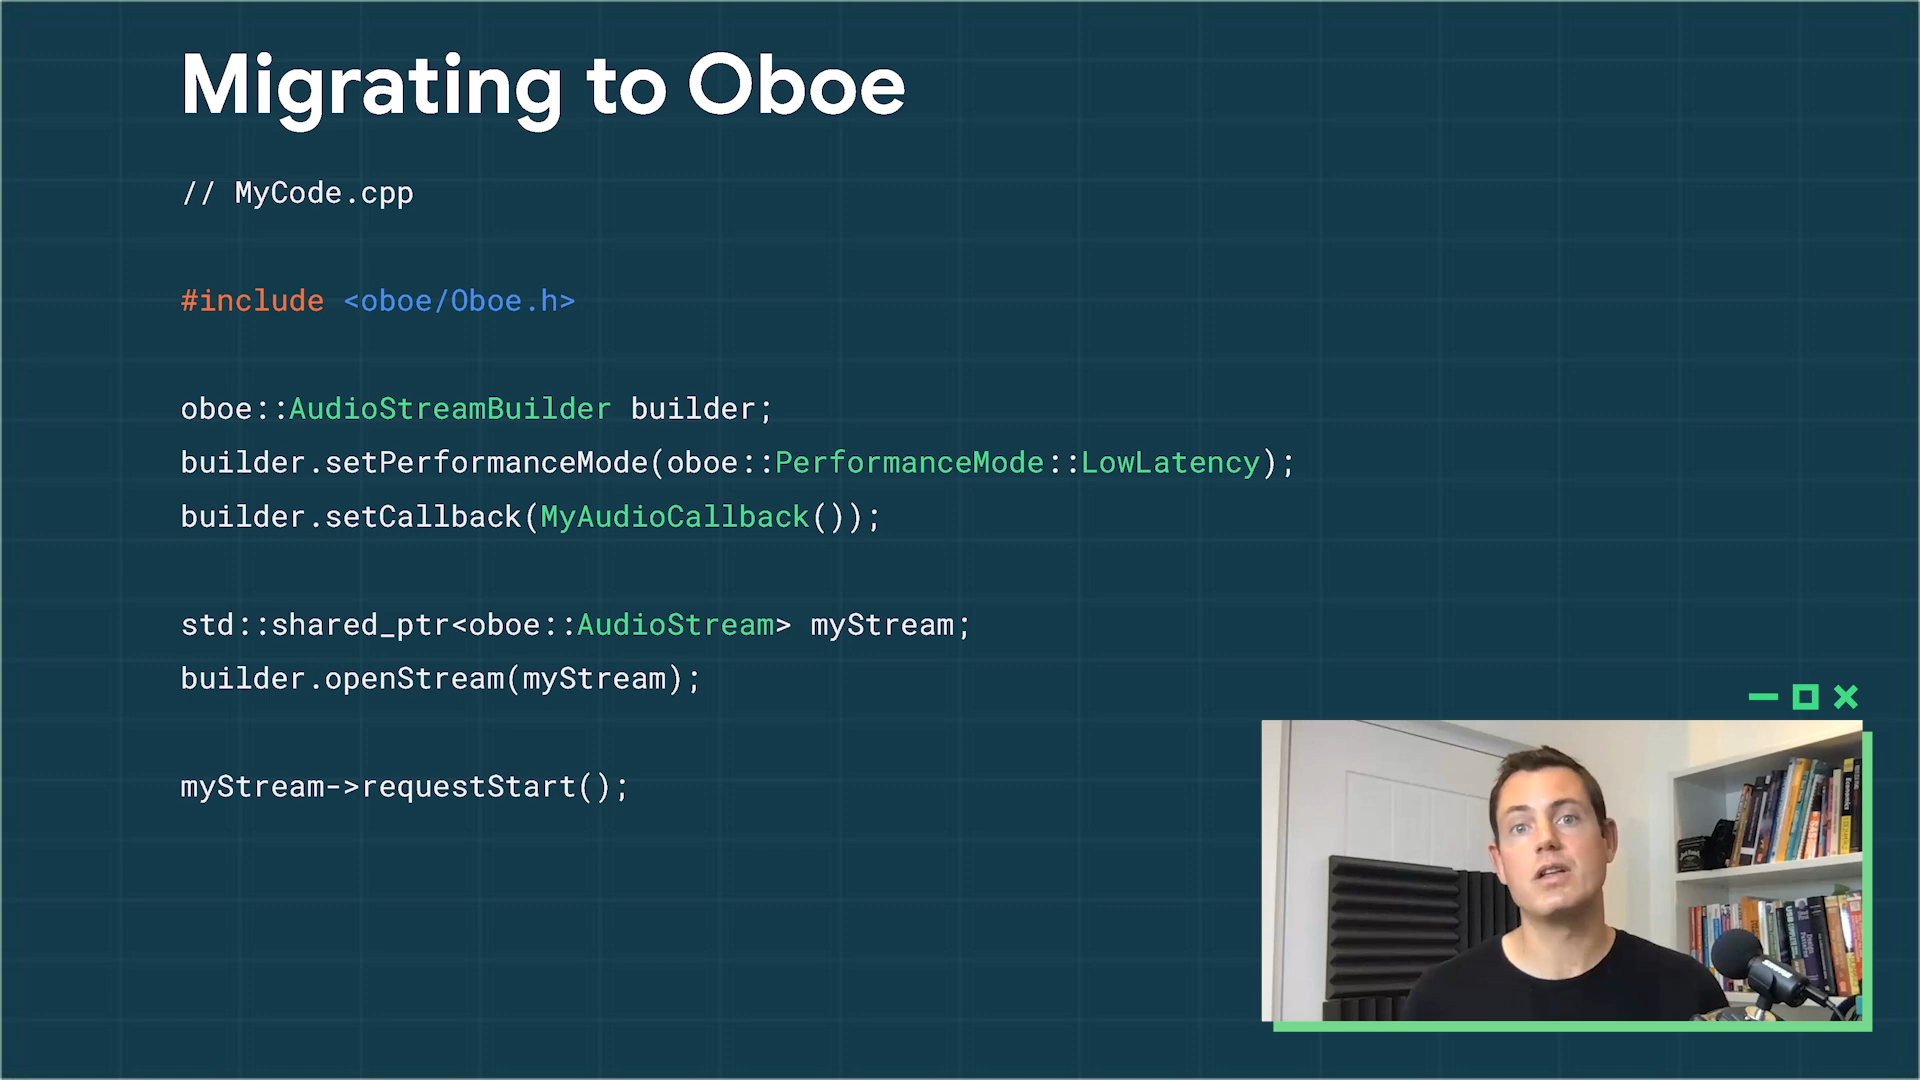 Migrating to Oboe
// MyCode.cpp
#include <oboe/Oboe.h>
oboe::AudioStreamBuilder builder;
builder.setPerformanceMode(oboe::PerformanceMode::LowLatency);
builder.setCallback(MyAudioCallback());
std::shared_ptr<oboe::AudioStream> myStream;
builder.openStream(myStream);
myStream->requestStart();